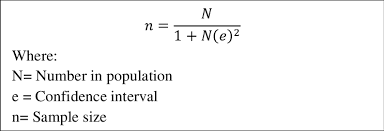 n = N / 1 + N(e)²
Where:
N= Number in population
e = Confidence interval
n= Sample size